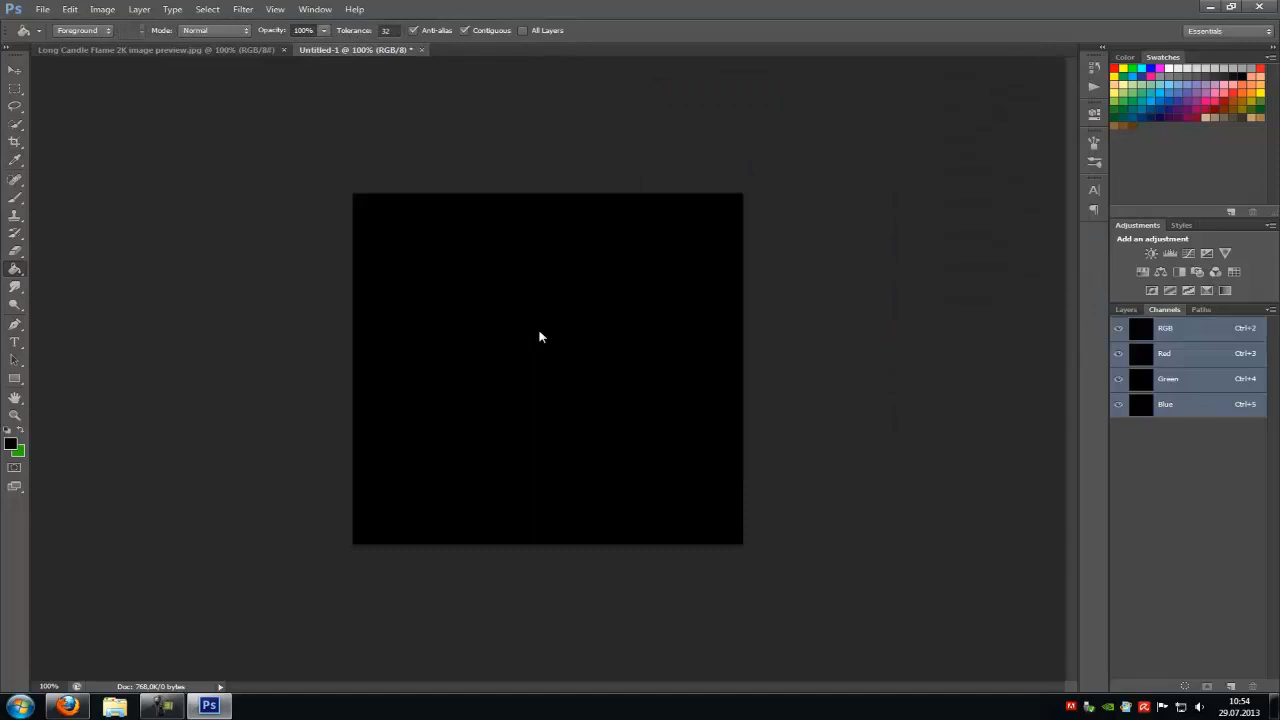 Ps File Edit Image Layer Type Select Filter View Window Help
Foreground Mode: Normal Opacity: 100% Tolerance: 32 Anti-alias Contiguous All Layers Essentials
Long Candle Flame 2K image preview.jpg @ 100% (RGB/8#) × Untitled-1 @ 100% (RGB/8) * ×
Color Swatches
Adjustments Styles
Add an adjustment
Layers Channels Paths
RGB Ctrl+2
Red Ctrl+3
Green Ctrl+4
Blue Ctrl+5
100% Doc: 768,0K/0 bytes
Ps
10:54
29.07.2013